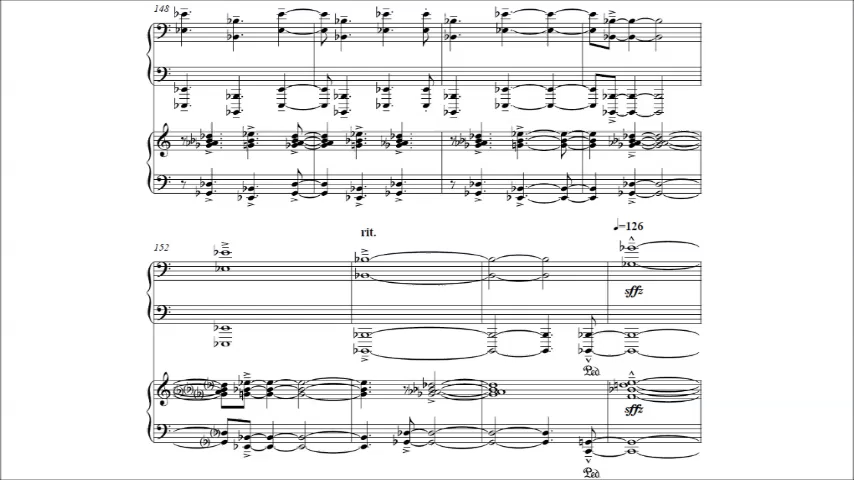 148
152
rit.
♩=126
sffz
Ped
sffz
Ped